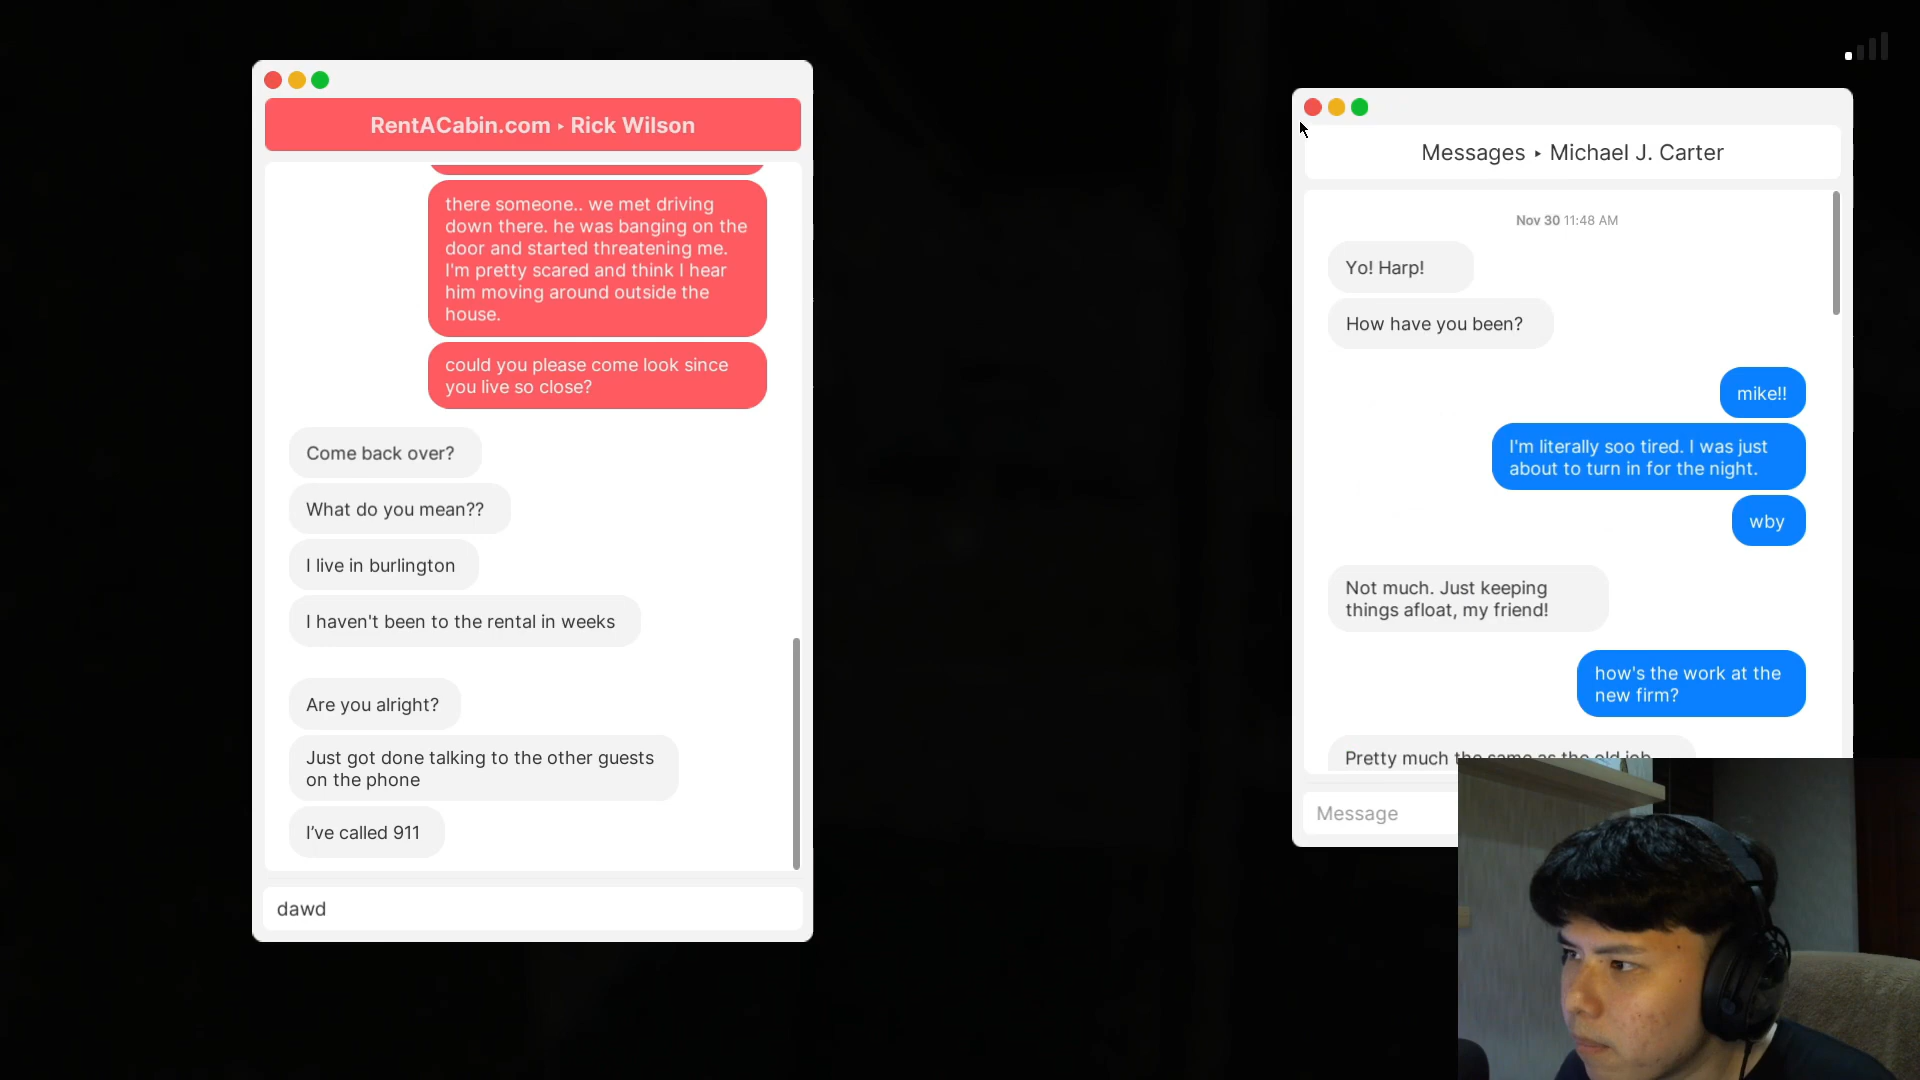 RentACabin.com ‣ Rick Wilson
there someone.. we met driving
down there. he was banging on the
door and started threatening me.
I'm pretty scared and think I hear
him moving around outside the
house.
could you please come look since
you live so close?
Come back over?
What do you mean??
I live in burlington
I haven't been to the rental in weeks
Are you alright?
Just got done talking to the other guests
on the phone
I've called 911
dawd
Messages ‣ Michael J. Carter
Nov 30 11:48 AM
Yo! Harp!
How have you been?
mike!!
I'm literally soo tired. I was just
about to turn in for the night.
wby
Not much. Just keeping
things afloat, my friend!
how's the work at the
new firm?
Pretty much the same as the old job
Message